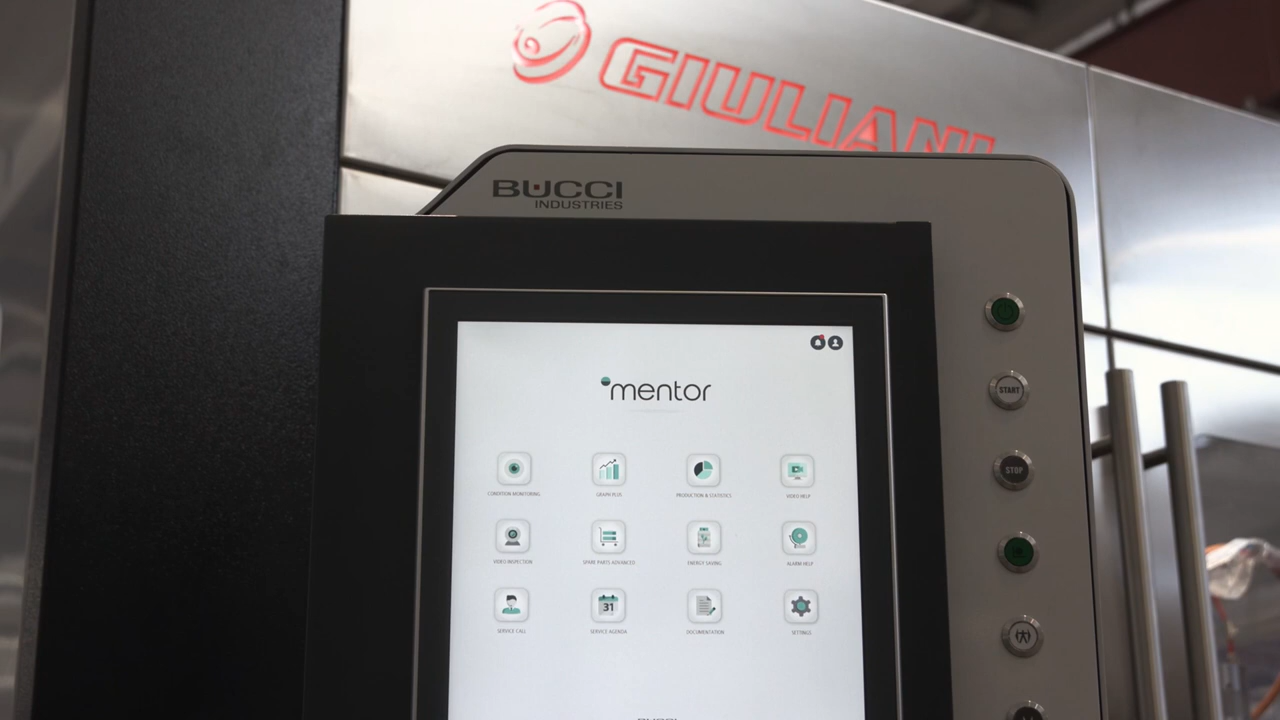 GIULIANI
BUCCI
INDUSTRIES
mentor
CONDITION MONITORING
GRAPH PLUS
PRODUCTION & STATISTICS
VIDEO HELP
VIDEO INSPECTION
SPARE PARTS ADVANCED
ENERGY SAVING
ALARM HELP
SERVICE CALL
31
SERVICE AGENDA
DOCUMENTATION
SETTINGS
BUCCI
START
STOP